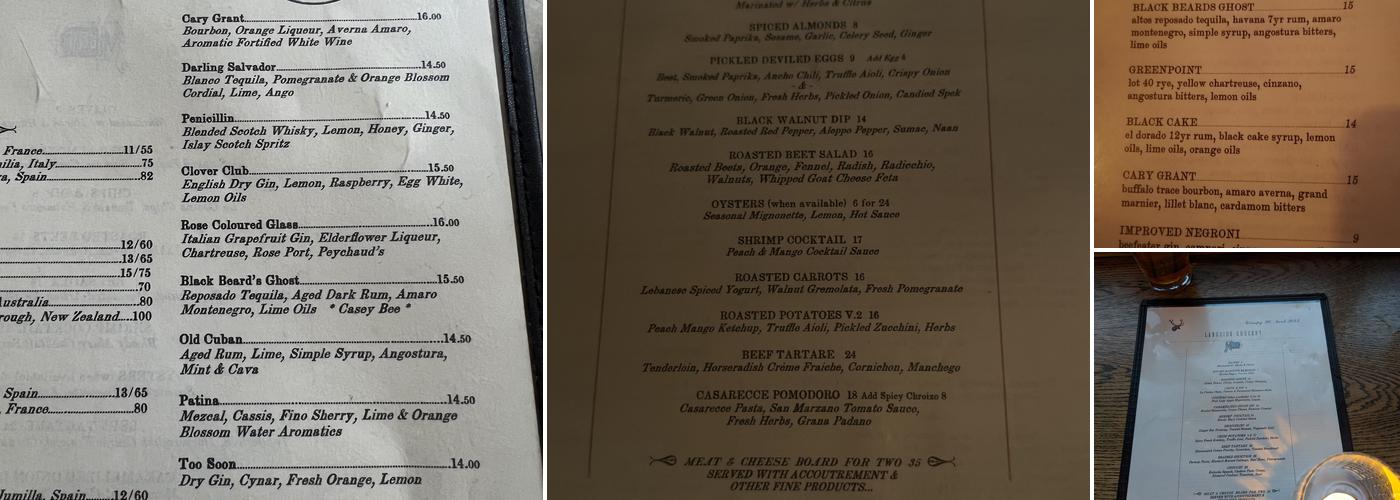 France 11/55
ilia, Italy 75
a, Spain 82
12/60
13/65
15/75
70
Australia 80
rough, New Zealand 100
Spain 13/65
France 80
Jumilla, Spain 12/60
Cary Grant 16.00
Bourbon, Orange Liqueur, Averna Amaro,
Aromatic Fortified White Wine
Darling Salvador 14.50
Blanco Tequila, Pomegranate & Orange Blossom
Cordial, Lime, Ango
Penicillin 14.50
Blended Scotch Whisky, Lemon, Honey, Ginger,
Islay Scotch Spritz
Clover Club 15.50
English Dry Gin, Lemon, Raspberry, Egg White,
Lemon Oils
Rose Coloured Glass 16.00
Italian Grapefruit Gin, Elderflower Liqueur,
Chartreuse, Rose Port, Peychaud's
Black Beard's Ghost 15.50
Reposado Tequila, Aged Dark Rum, Amaro
Montenegro, Lime Oils * Casey Bee *
Old Cuban 14.50
Aged Rum, Lime, Simple Syrup, Angostura,
Mint & Cava
Patina 14.50
Mezcal, Cassis, Fino Sherry, Lime & Orange
Blossom Water Aromatics
Too Soon 14.00
Dry Gin, Cynar, Fresh Orange, Lemon
Marinated w/ Herbs & Citrus
SPICED ALMONDS 8
Smoked Paprika, Sesame, Garlic, Celery Seed, Ginger
PICKLED DEVILED EGGS 9 Add Egg 4
Beet, Smoked Paprika, Ancho Chili, Truffle Aioli, Crispy Onion
- & -
Turmeric, Green Onion, Fresh Herbs, Pickled Onion, Candied Spek
BLACK WALNUT DIP 14
Black Walnut, Roasted Red Pepper, Aleppo Pepper, Sumac, Naan
ROASTED BEET SALAD 16
Roasted Beets, Orange, Fennel, Radish, Radicchio,
Walnuts, Whipped Goat Cheese Feta
OYSTERS (when available) 6 for 24
Seasonal Mignonette, Lemon, Hot Sauce
SHRIMP COCKTAIL 17
Peach & Mango Cocktail Sauce
ROASTED CARROTS 16
Lebanese Spiced Yogurt, Walnut Gremolata, Fresh Pomegranate
ROASTED POTATOES V.2 16
Peach Mango Ketchup, Truffle Aioli, Pickled Zucchini, Herbs
BEEF TARTARE 24
Tenderloin, Horseradish Créme Fraiche, Cornichon, Manchego
CASARECCE POMODORO 18 Add Spicy Chroizo 8
Casarecce Pasta, San Marzano Tomato Sauce,
Fresh Herbs, Grana Padano
MEAT & CHEESE BOARD FOR TWO 35
SERVED WITH ACCOUTREMENT &
OTHER FINE PRODUCTS...
BLACK BEARDS GHOST 15
altos reposado tequila, havana 7yr rum, amaro
montenegro, simple syrup, angostura bitters,
lime oils
GREENPOINT 15
lot 40 rye, yellow chartreuse, cinzano,
angostura bitters, lemon oils
BLACK CAKE 14
el dorado 12yr rum, black cake syrup, lemon
oils, lime oils, orange oils
CARY GRANT 15
buffalo trace bourbon, amaro averna, grand
marnier, lillet blanc, cardamom bitters
IMPROVED NEGRONI 9
LANGSIDE GROCERY
MEAT & CHEESE BOARD FOR TWO